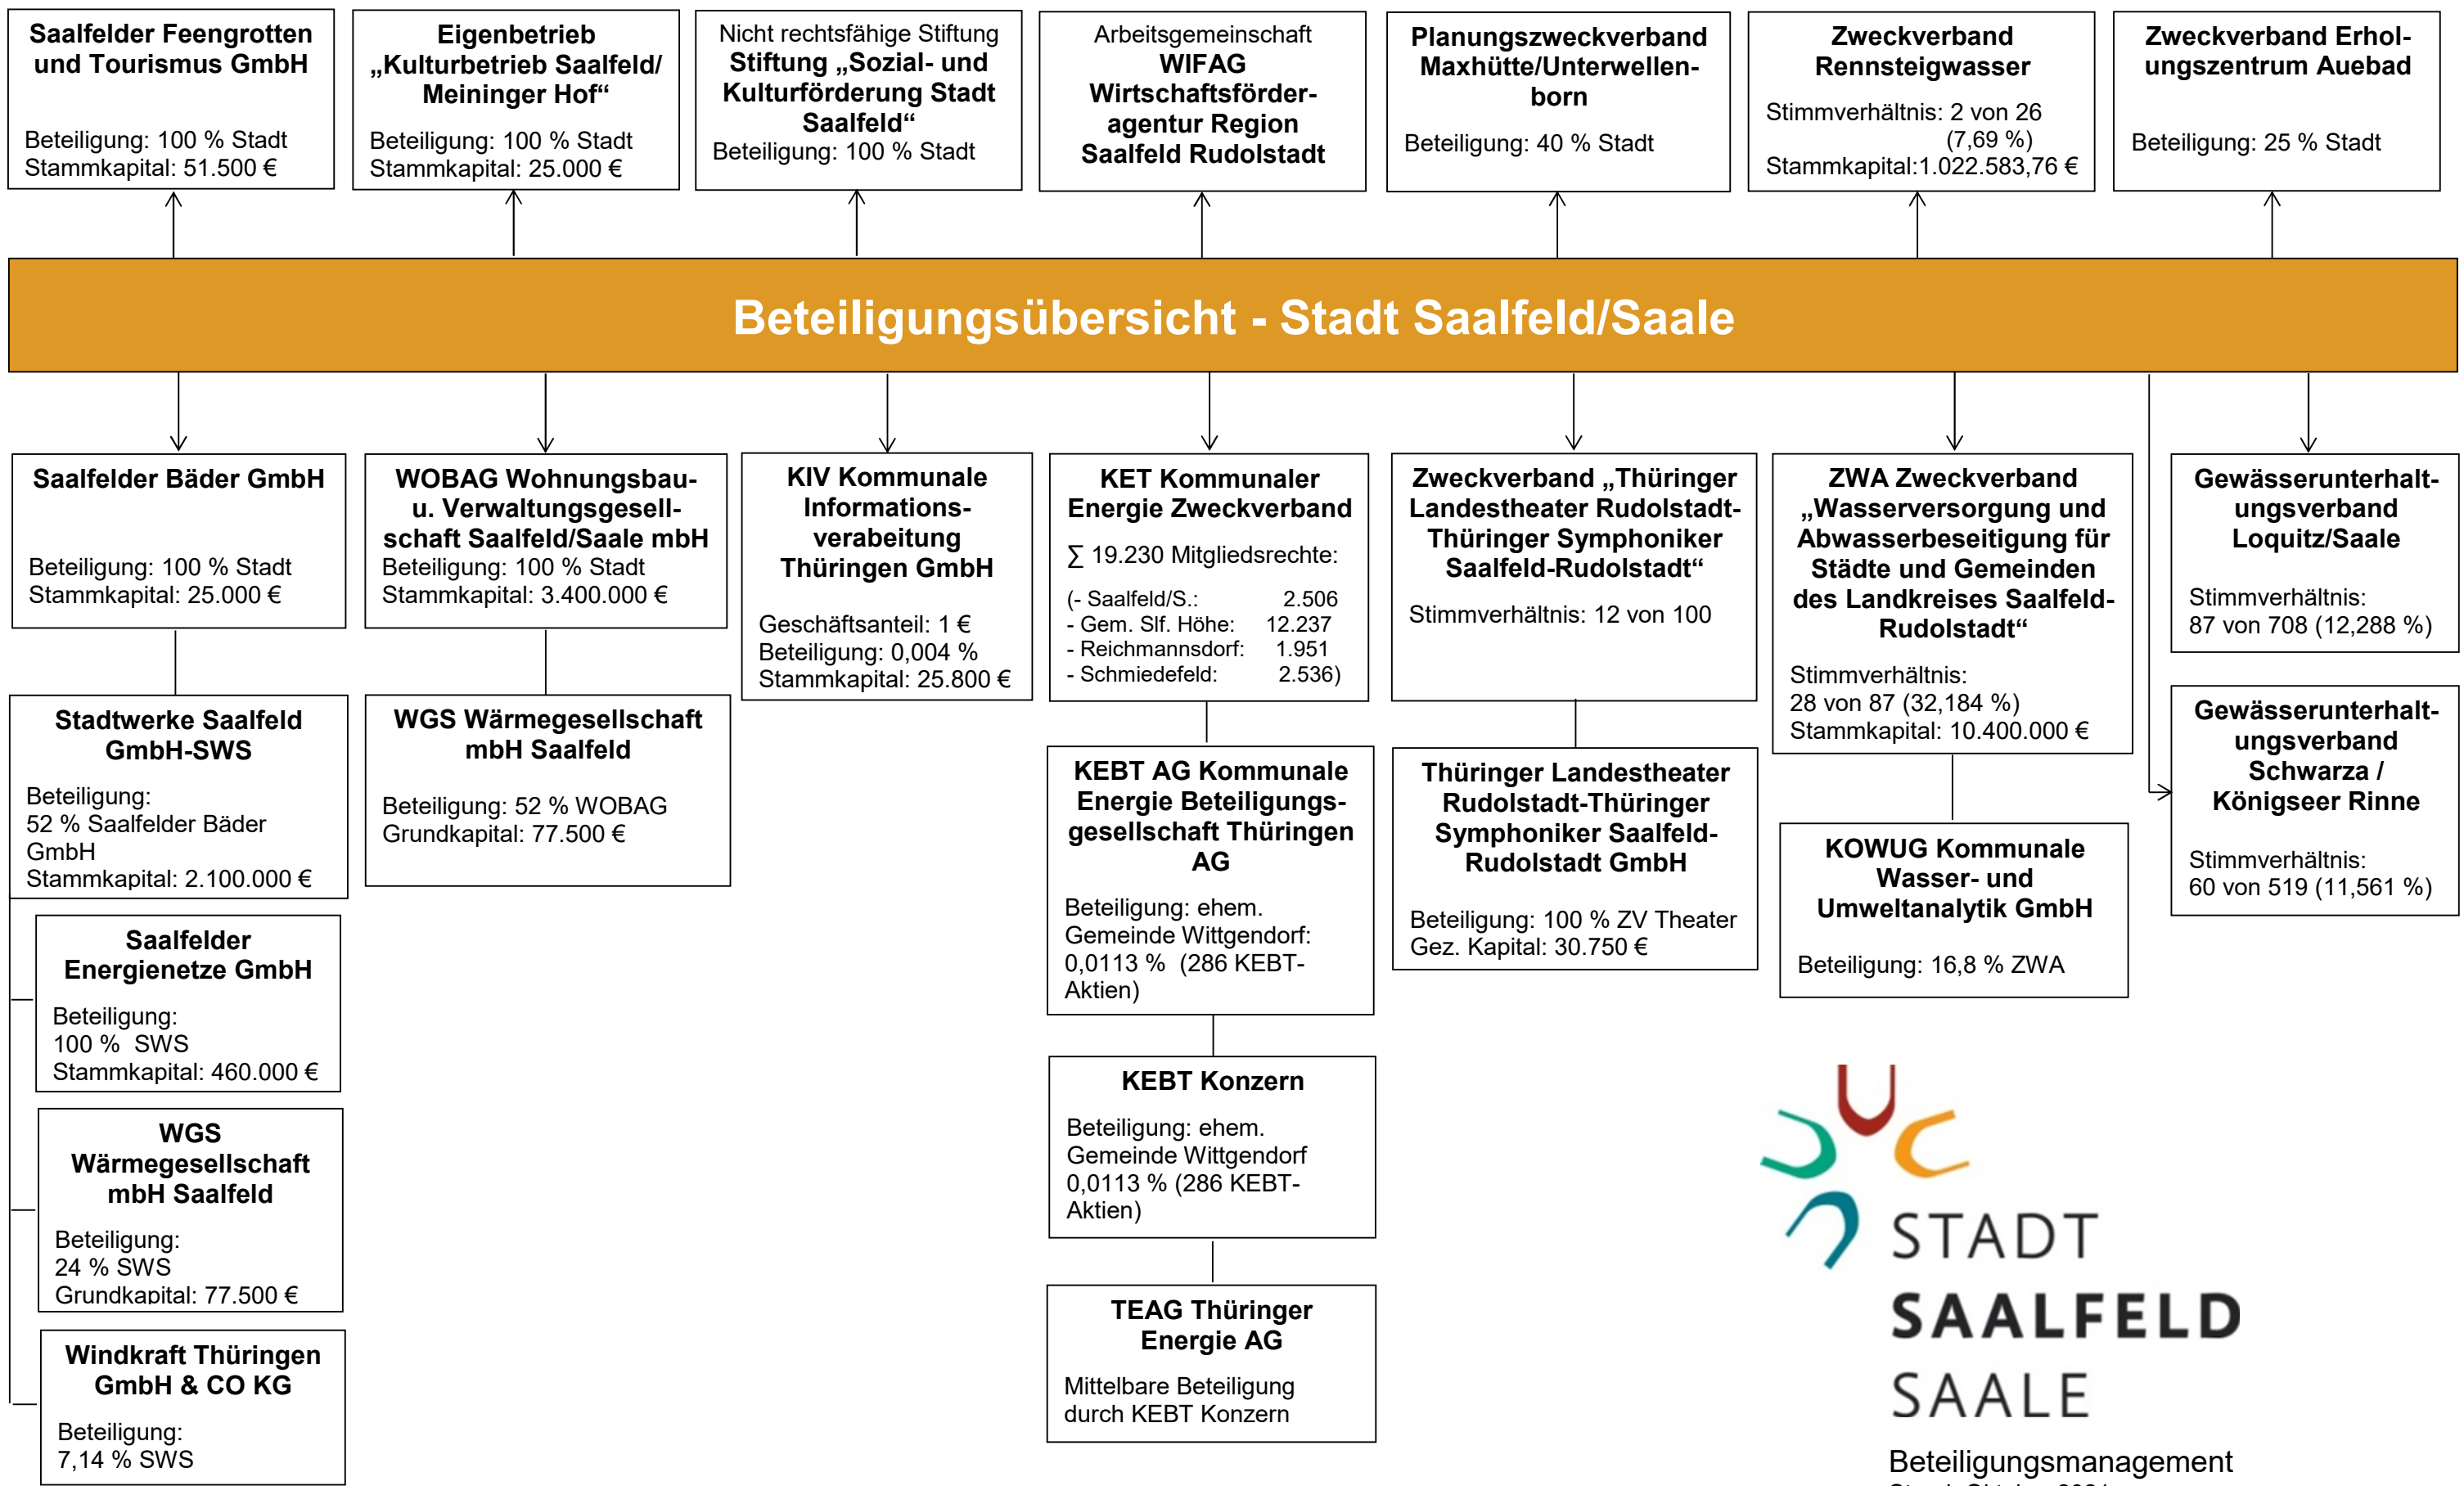 Saalfelder Feengrotten
und Tourismus GmbH
Beteiligung: 100 % Stadt
Stammkapital: 51.500 €
Eigenbetrieb
„Kulturbetrieb Saalfeld/
Meininger Hof“
Beteiligung: 100 % Stadt
Stammkapital: 25.000 €
Nicht rechtsfähige Stiftung
Stiftung „Sozial- und
Kulturförderung Stadt
Saalfeld“
Beteiligung: 100 % Stadt
Arbeitsgemeinschaft
WIFAG
Wirtschaftsförder-
agentur Region
Saalfeld Rudolstadt
Planungszweckverband
Maxhütte/Unterwellen-
born
Beteiligung: 40 % Stadt
Zweckverband
Rennsteigwasser
Stimmverhältnis: 2 von 26
(7,69 %)
Stammkapital:1.022.583,76 €
Zweckverband Erhol-
ungszentrum Auebad
Beteiligung: 25 % Stadt
Beteiligungsübersicht - Stadt Saalfeld/Saale
Saalfelder Bäder GmbH
Beteiligung: 100 % Stadt
Stammkapital: 25.000 €
WOBAG Wohnungsbau-
u. Verwaltungsgesell-
schaft Saalfeld/Saale mbH
Beteiligung: 100 % Stadt
Stammkapital: 3.400.000 €
KIV Kommunale
Informations-
verabeitung
Thüringen GmbH
Geschäftsanteil: 1 €
Beteiligung: 0,004 %
Stammkapital: 25.800 €
KET Kommunaler
Energie Zweckverband
∑ 19.230 Mitgliedsrechte:
(- Saalfeld/S.: 2.506
- Gem. Slf. Höhe: 12.237
- Reichmannsdorf: 1.951
- Schmiedefeld: 2.536)
Zweckverband „Thüringer
Landestheater Rudolstadt-
Thüringer Symphoniker
Saalfeld-Rudolstadt“
Stimmverhältnis: 12 von 100
ZWA Zweckverband
„Wasserversorgung und
Abwasserbeseitigung für
Städte und Gemeinden
des Landkreises Saalfeld-
Rudolstadt“
Stimmverhältnis:
28 von 87 (32,184 %)
Stammkapital: 10.400.000 €
Gewässerunterhalt-
ungsverband
Loquitz/Saale
Stimmverhältnis:
87 von 708 (12,288 %)
Stadtwerke Saalfeld
GmbH-SWS
Beteiligung:
52 % Saalfelder Bäder
GmbH
Stammkapital: 2.100.000 €
WGS Wärmegesellschaft
mbH Saalfeld
Beteiligung: 52 % WOBAG
Grundkapital: 77.500 €
KEBT AG Kommunale
Energie Beteiligungs-
gesellschaft Thüringen
AG
Beteiligung: ehem.
Gemeinde Wittgendorf:
0,0113 % (286 KEBT-
Aktien)
Thüringer Landestheater
Rudolstadt-Thüringer
Symphoniker Saalfeld-
Rudolstadt GmbH
Beteiligung: 100 % ZV Theater
Gez. Kapital: 30.750 €
KOWUG Kommunale
Wasser- und
Umweltanalytik GmbH
Beteiligung: 16,8 % ZWA
Gewässerunterhalt-
ungsverband
Schwarza /
Königseer Rinne
Stimmverhältnis:
60 von 519 (11,561 %)
Saalfelder
Energienetze GmbH
Beteiligung:
100 % SWS
Stammkapital: 460.000 €
KEBT Konzern
Beteiligung: ehem.
Gemeinde Wittgendorf
0,0113 % (286 KEBT-
Aktien)
WGS
Wärmegesellschaft
mbH Saalfeld
Beteiligung:
24 % SWS
Grundkapital: 77.500 €
TEAG Thüringer
Energie AG
Mittelbare Beteiligung
durch KEBT Konzern
Windkraft Thüringen
GmbH & CO KG
Beteiligung:
7,14 % SWS
STADT
SAALFELD
SAALE
Beteiligungsmanagement